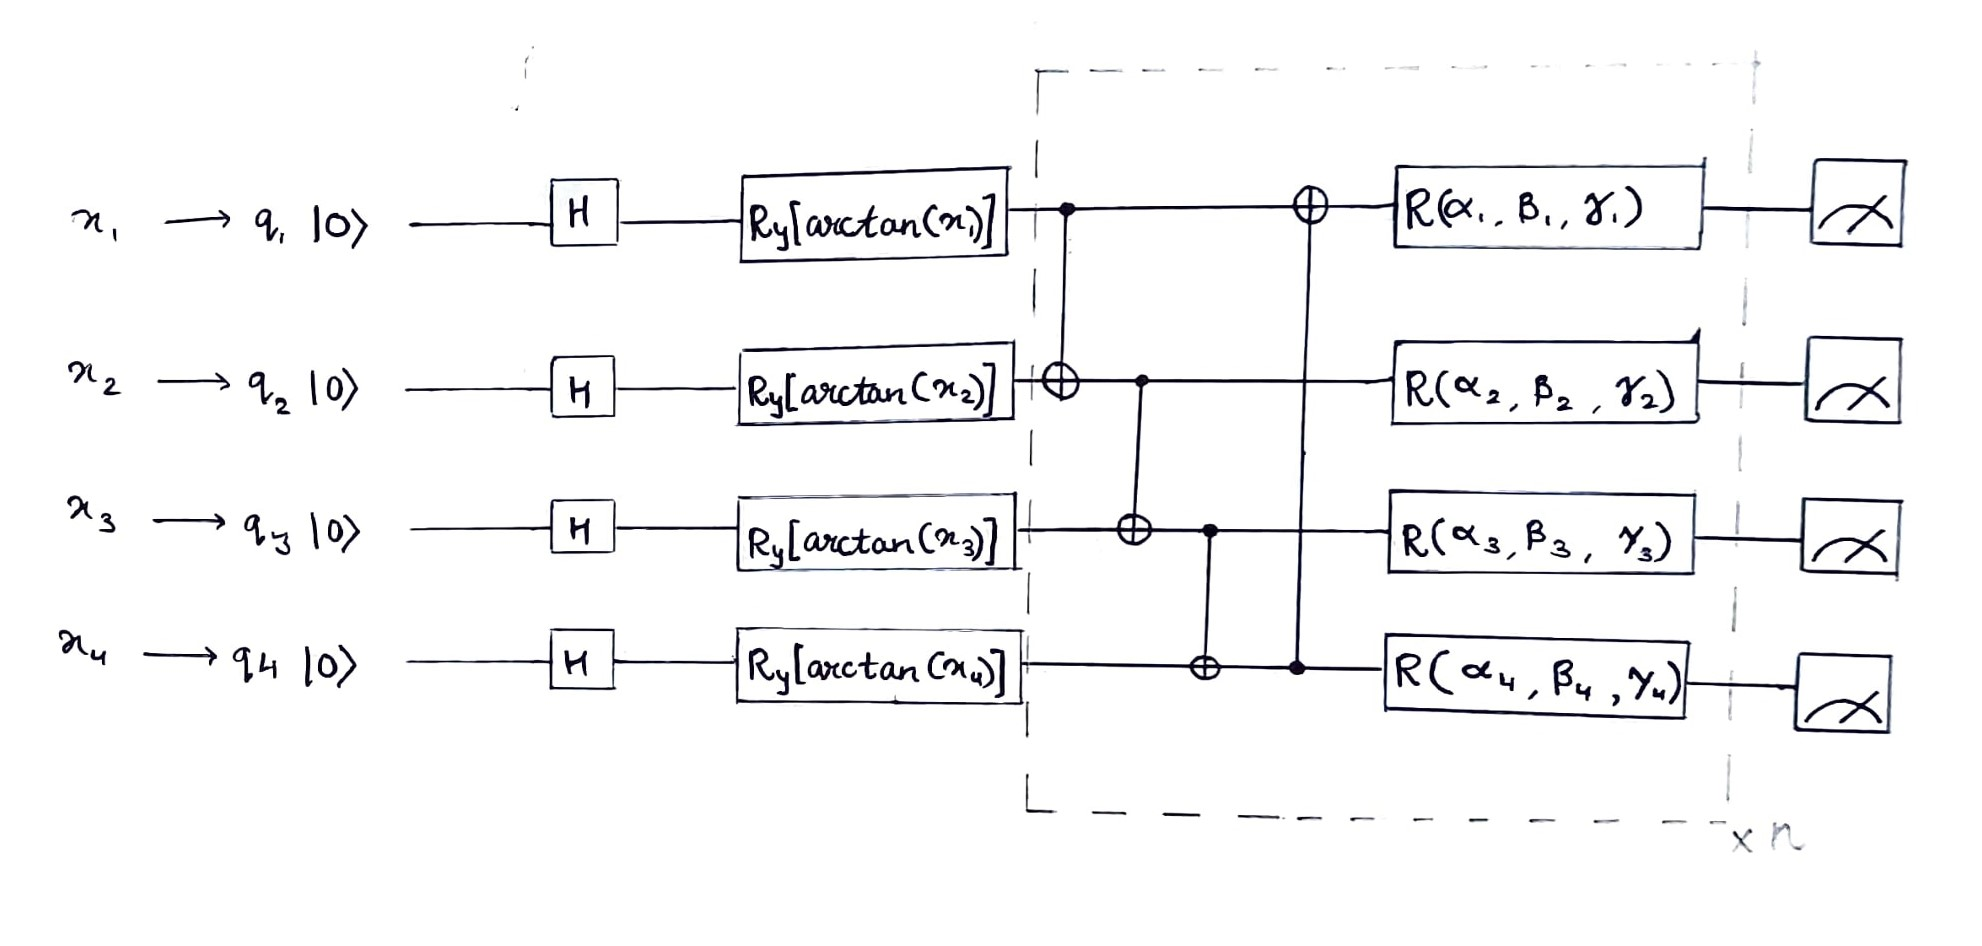 x₁ → q₁ |0⟩ H Ry[arctan(x₁)] R(α₁, β₁, γ₁)
x₂ → q₂ |0⟩ H Ry[arctan(x₂)] R(α₂, β₂, γ₂)
x₃ → q₃ |0⟩ H Ry[arctan(x₃)] R(α₃, β₃, γ₃)
x₄ → q₄ |0⟩ H Ry[arctan(x₄)] R(α₄, β₄, γ₄)
x n